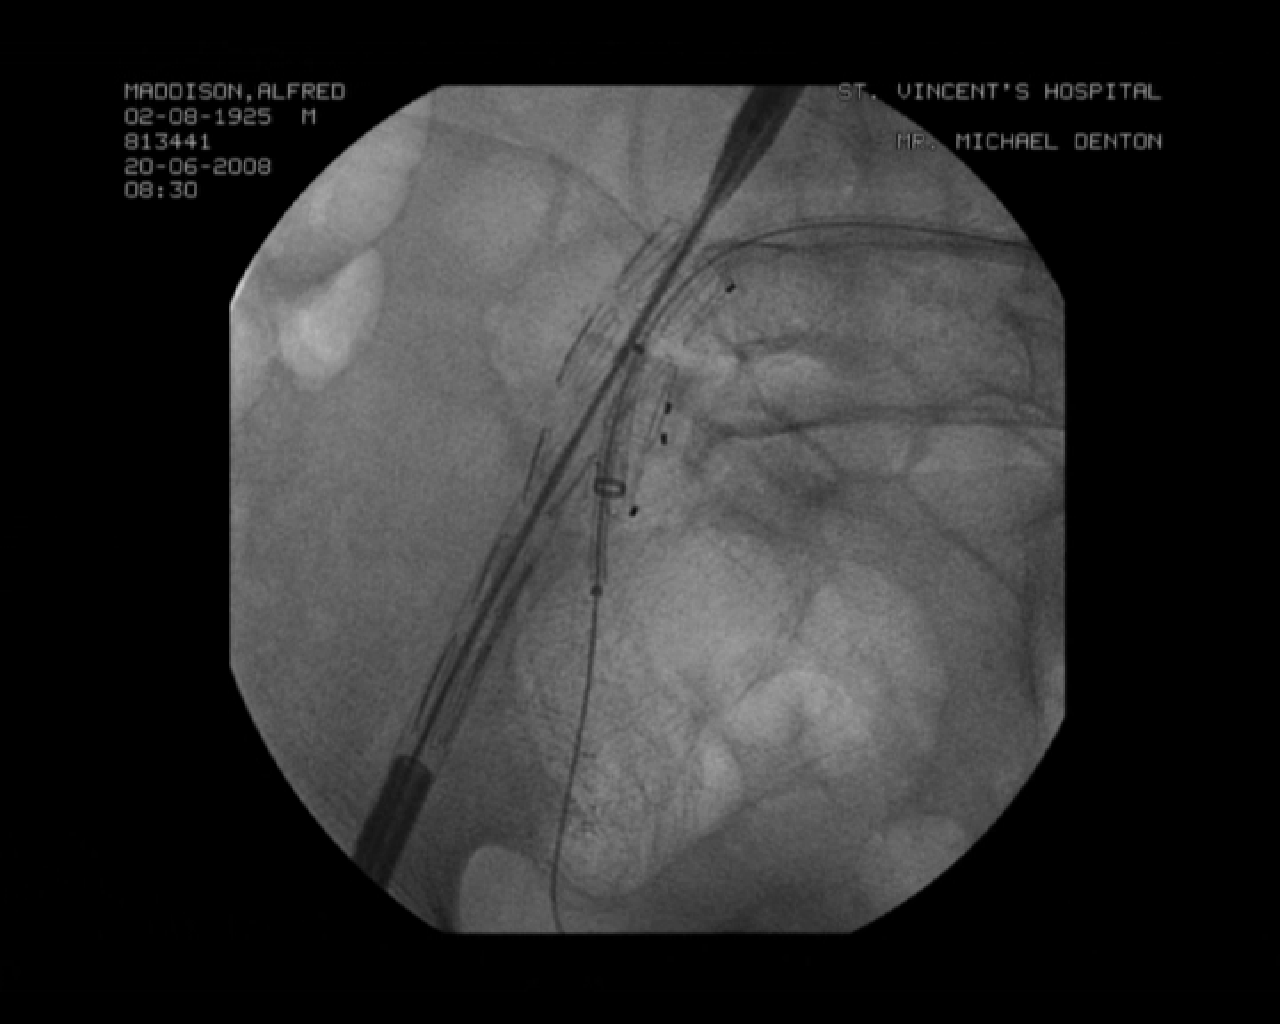 MADDISON,ALFRED
02-08-1925 M
813441
20-06-2008
08:30
ST. VINCENT'S HOSPITAL
MR. MICHAEL DENTON